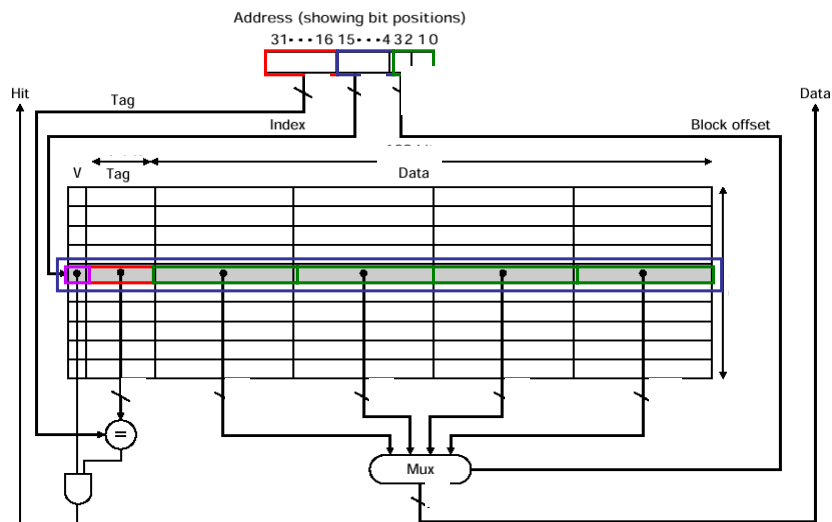 Address (showing bit positions)
31•••16 15•••4 3 2 1 0
Hit
Data
Tag
Index
Block offset
V
Tag
Data
=
Mux